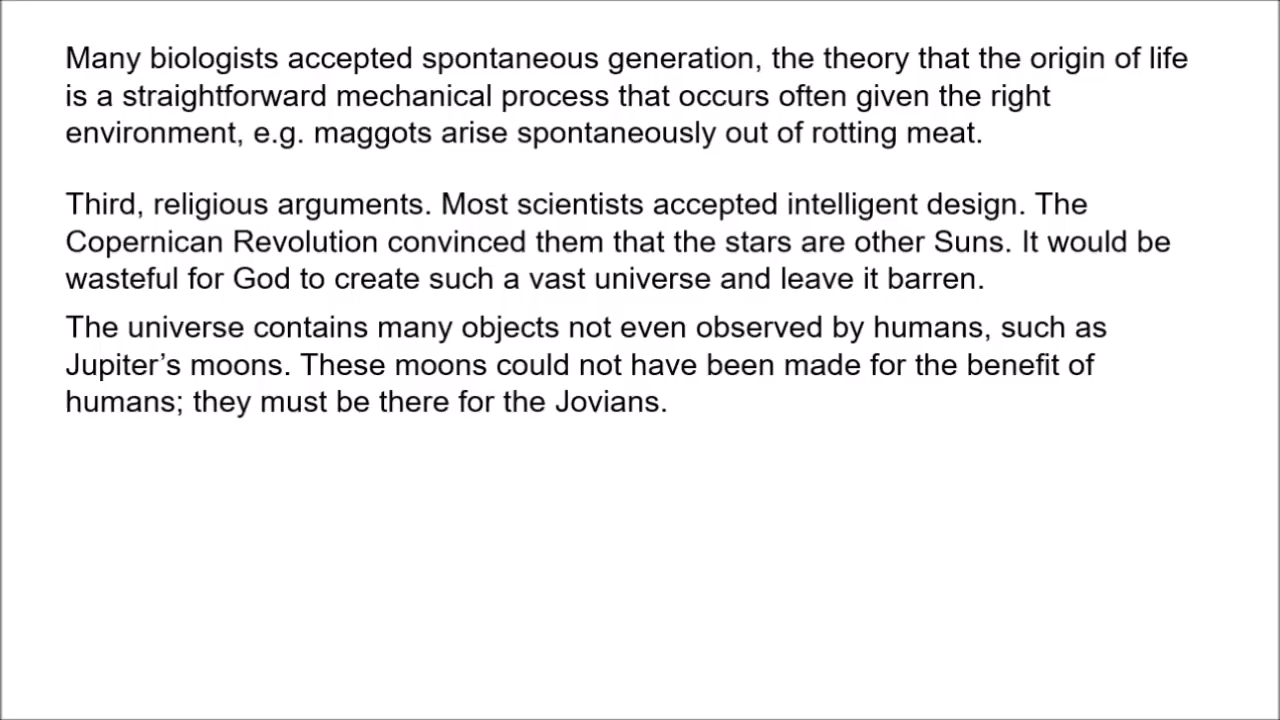 Many biologists accepted spontaneous generation, the theory that the origin of life
is a straightforward mechanical process that occurs often given the right
environment, e.g. maggots arise spontaneously out of rotting meat.
Third, religious arguments. Most scientists accepted intelligent design. The
Copernican Revolution convinced them that the stars are other Suns. It would be
wasteful for God to create such a vast universe and leave it barren.
The universe contains many objects not even observed by humans, such as
Jupiter’s moons. These moons could not have been made for the benefit of
humans; they must be there for the Jovians.